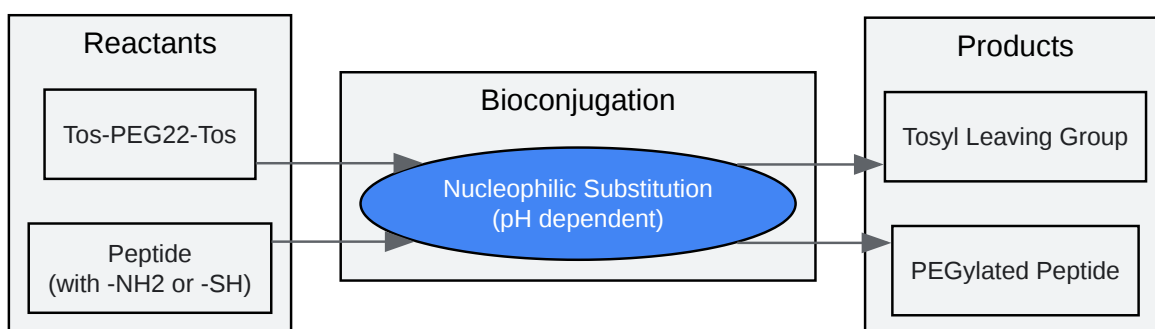 Reactants
Tos-PEG22-Tos
Peptide
(with -NH2 or -SH)
Bioconjugation
Nucleophilic Substitution
(pH dependent)
Products
Tosyl Leaving Group
PEGylated Peptide